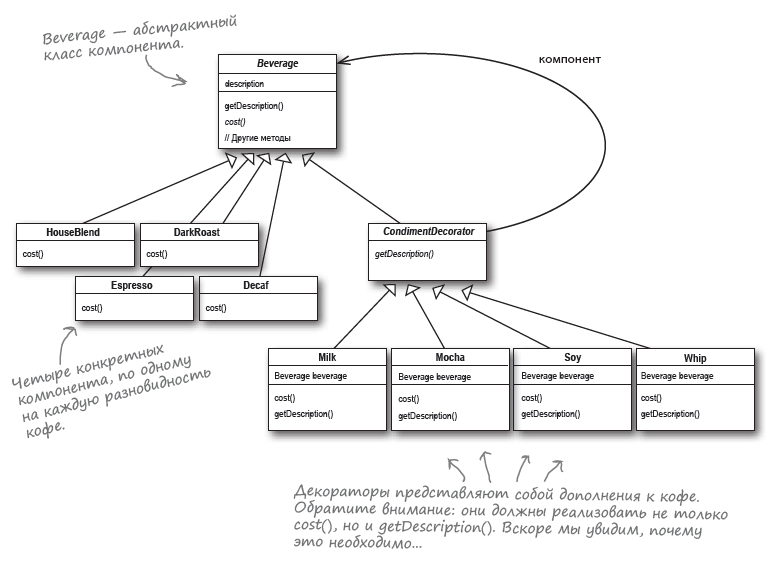 Beverage — абстрактный
класс компонента.
Beverage
description
getDescription()
cost()
// Другие методы
компонент
HouseBlend
cost()
DarkRoast
cost()
CondimentDecorator
getDescription()
Espresso
cost()
Decaf
cost()
Четыре конкретных
компонента, по одному
на каждую разновидность
кофе.
Milk
Beverage beverage
cost()
getDescription()
Mocha
Beverage beverage
cost()
getDescription()
Soy
Beverage beverage
cost()
getDescription()
Whip
Beverage beverage
cost()
getDescription()
Декораторы представляют собой дополнения к кофе.
Обратите внимание: они должны реализовать не только
cost(), но и getDescription(). Вскоре мы увидим, почему
это необходимо...